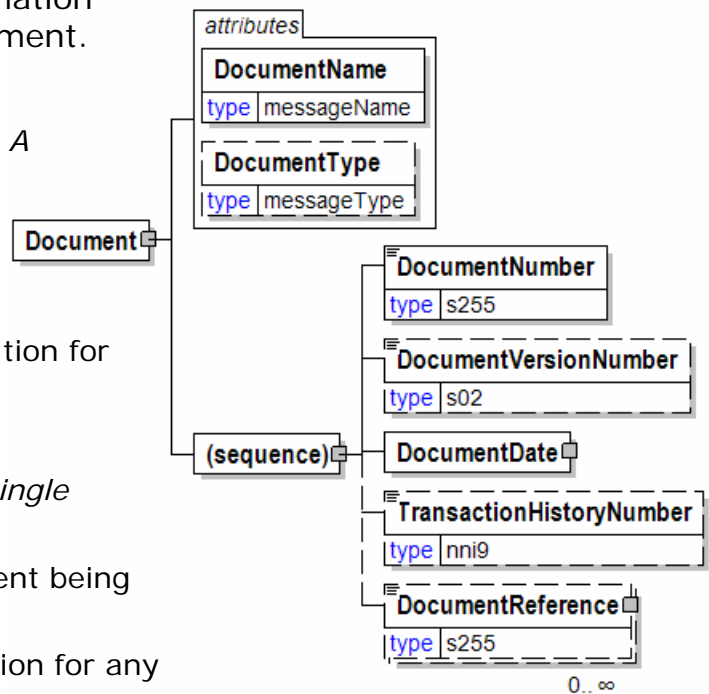 mation
ment.
A
tion for
ingle
ent being
ion for any
attributes
DocumentName
type messageName
DocumentType
type messageType
Document
(sequence)
DocumentNumber
type s255
DocumentVersionNumber
type s02
DocumentDate
TransactionHistoryNumber
type nni9
DocumentReference
type s255
0.. ∞